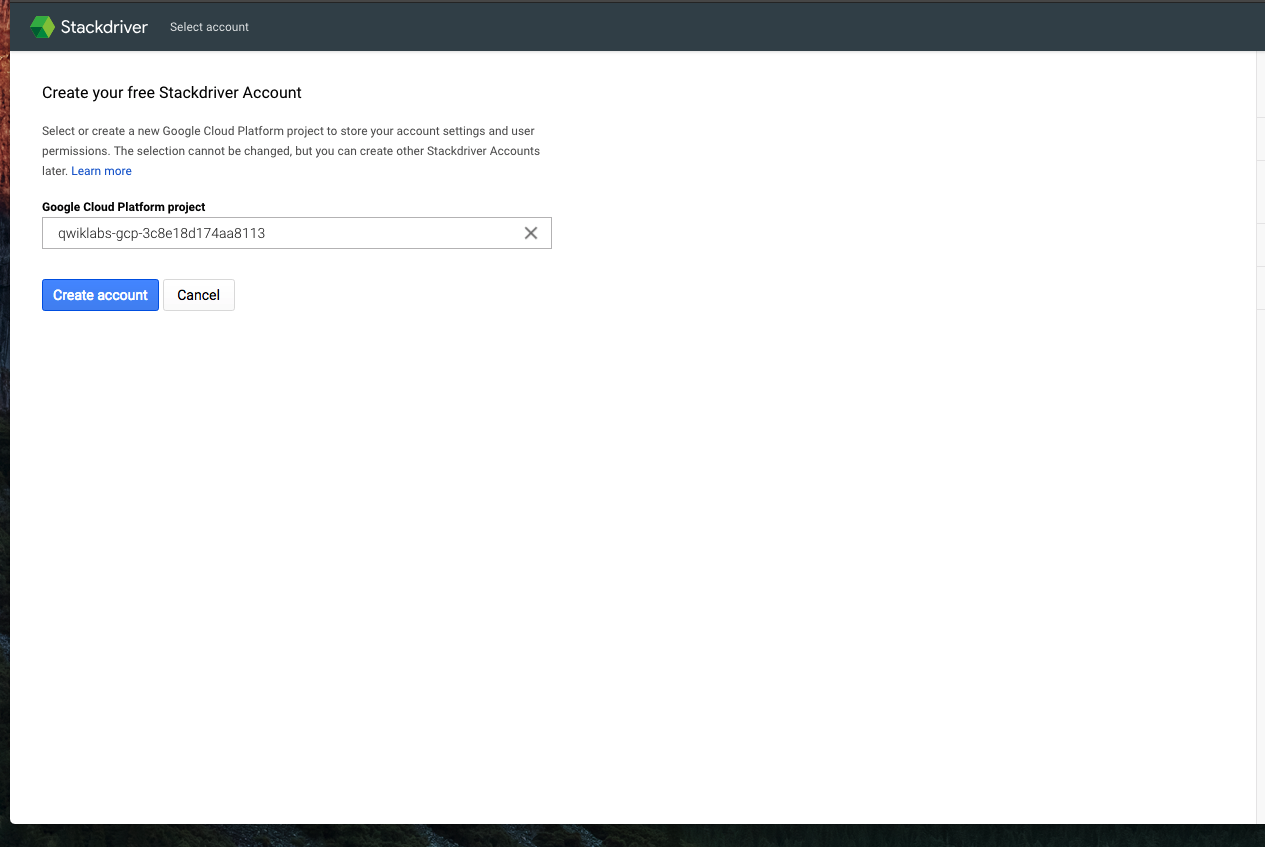 Stackdriver Select account
Create your free Stackdriver Account
Select or create a new Google Cloud Platform project to store your account settings and user
permissions. The selection cannot be changed, but you can create other Stackdriver Accounts
later. Learn more
Google Cloud Platform project
qwiklabs-gcp-3c8e18d174aa8113
Create account Cancel